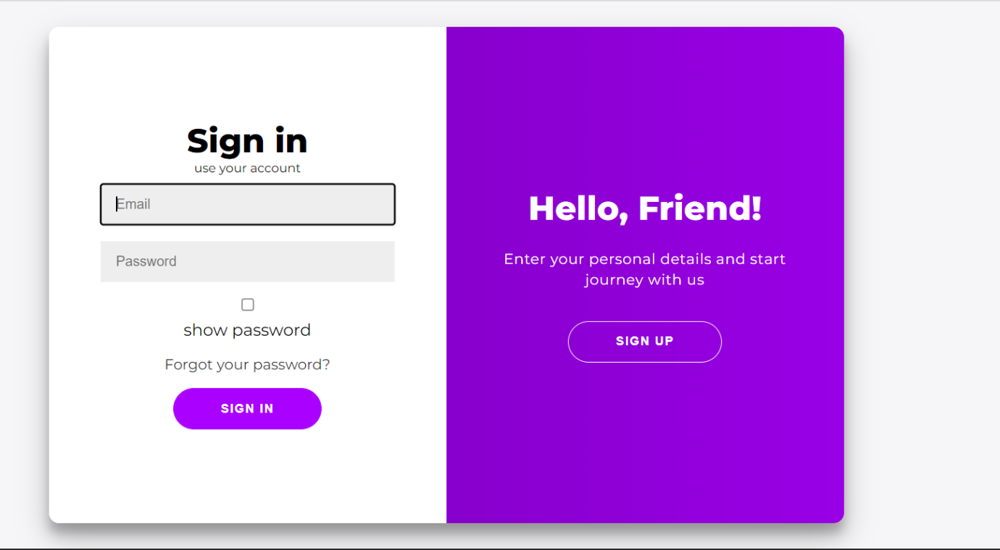 Sign in
use your account
Email
Password
show password
Forgot your password?
SIGN IN
Hello, Friend!
Enter your personal details and start
journey with us
SIGN UP